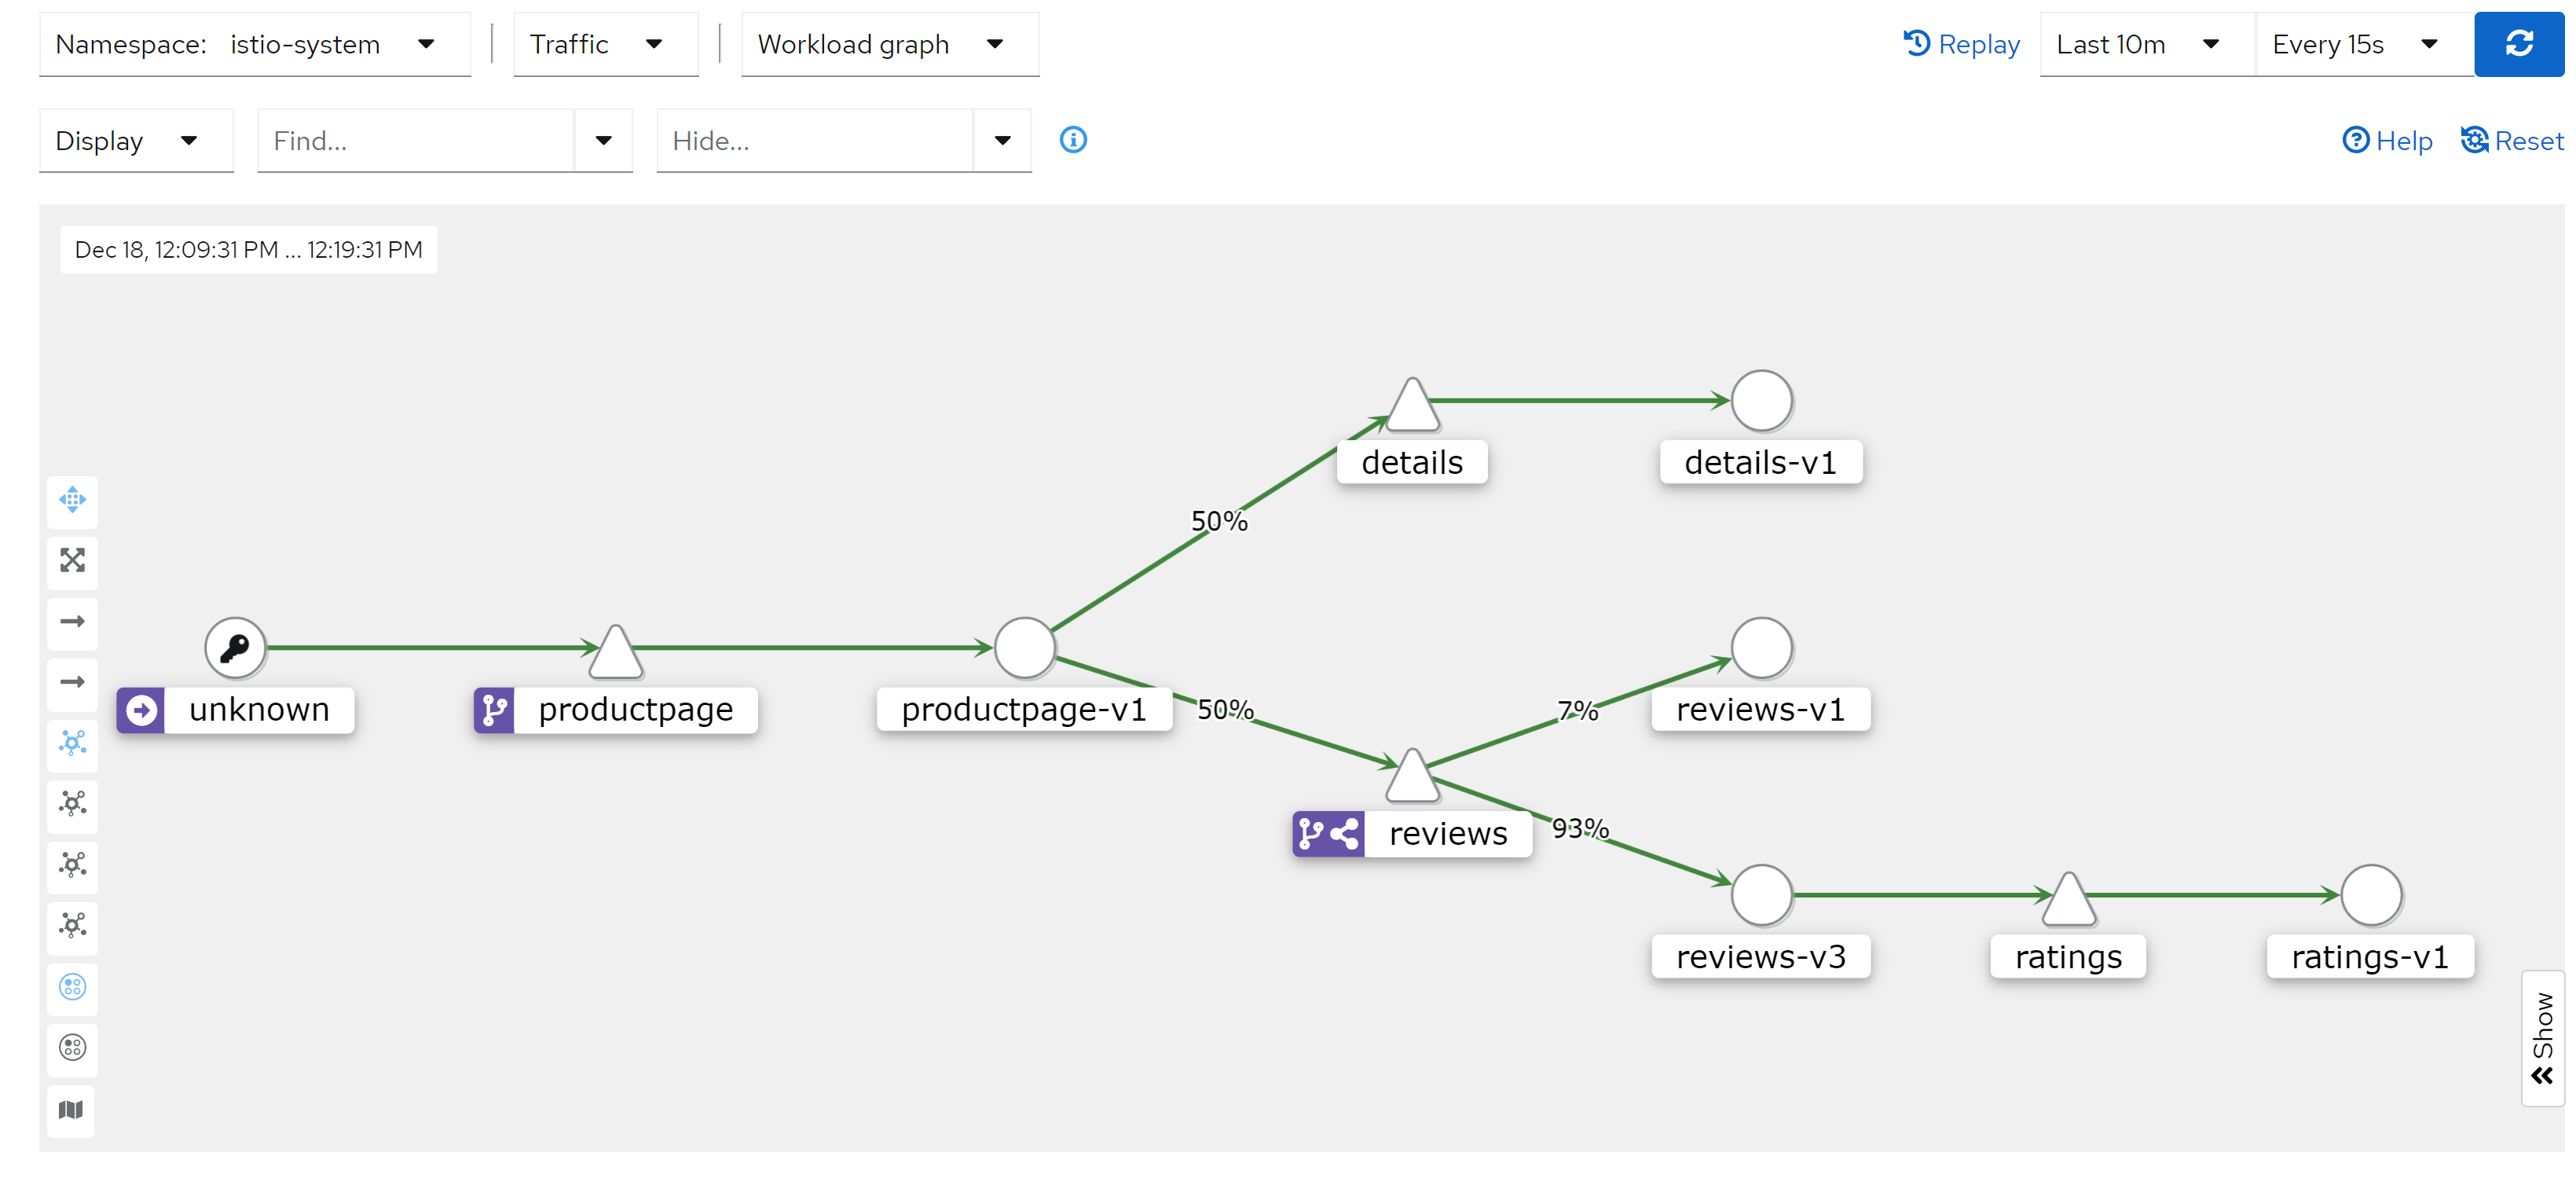 Namespace: istio-system
Traffic
Workload graph
Replay
Last 10m
Every 15s
Display
Find...
Hide...
Help
Reset
Dec 18, 12:09:31 PM ... 12:19:31 PM
details
details-v1
50%
unknown
productpage
productpage-v1
50%
7%
reviews-v1
reviews
93%
reviews-v3
ratings
ratings-v1
Show